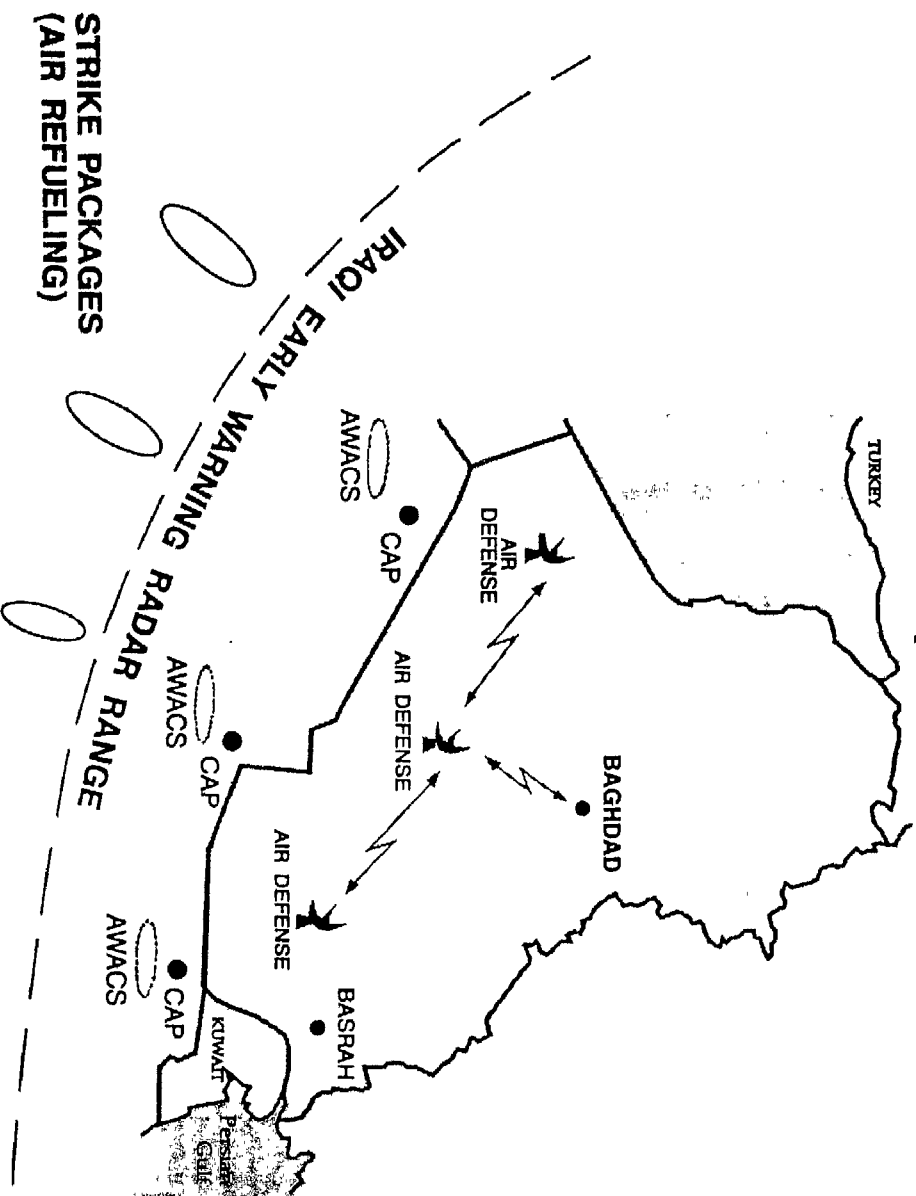 TURKEY
BAGHDAD
AIR
DEFENSE
AIR DEFENSE
AIR DEFENSE
BASRAH
KUWAIT
Persian
Gulf
AWACS
CAP
AWACS
CAP
AWACS
CAP
IRAQI EARLY WARNING RADAR RANGE
STRIKE PACKAGES
(AIR REFUELING)